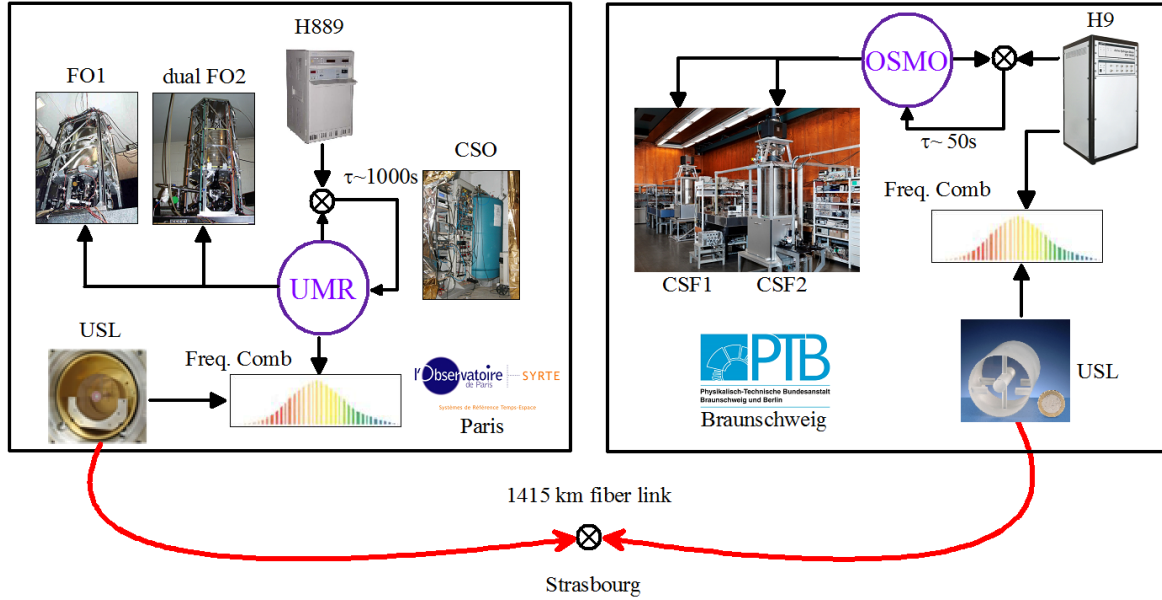 H889
FO1
dual FO2
τ~1000s
CSO
UMR
USL
Freq. Comb
l'Observatoire
de Paris
SYRTE
Systèmes de Référence Temps-Espace
Paris
H9
OSMO
τ~ 50s
Freq. Comb
CSF1
CSF2
PTB
Physikalisch-Technische Bundesanstalt
Braunschweig und Berlin
Braunschweig
USL
1415 km fiber link
Strasbourg